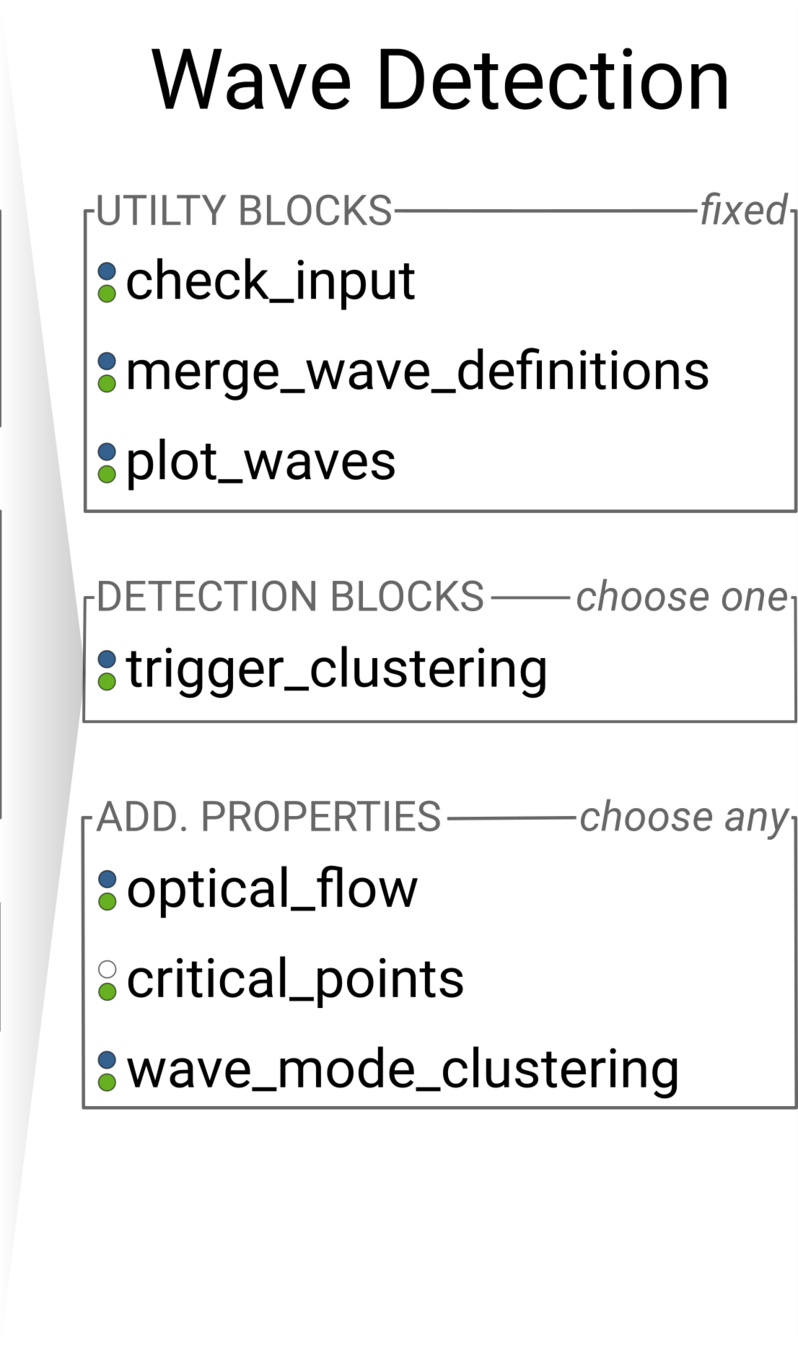 Wave Detection
UTILTY BLOCKS fixed
check_input
merge_wave_definitions
plot_waves
DETECTION BLOCKS choose one
trigger_clustering
ADD. PROPERTIES choose any
optical_flow
critical_points
wave_mode_clustering